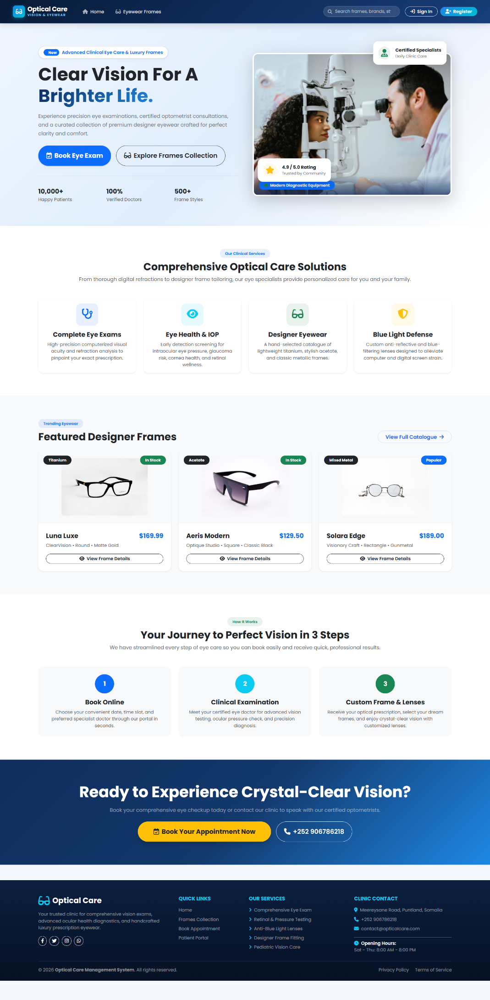 Optical Care
VISION & EYEWEAR
Home
Eyewear Frames
Search frames, brands, st
Sign In
Register
New Advanced Clinical Eye Care & Luxury Frames
Clear Vision For A
Brighter Life.
Experience precision eye examinations, certified optometrist consultations,
and a curated collection of premium designer eyewear crafted for perfect
clarity and comfort.
Book Eye Exam
Explore Frames Collection
10,000+
Happy Patients
100%
Verified Doctors
500+
Frame Styles
Certified Specialists
Daily Clinic Care
4.9 / 5.0 Rating
Trusted by Community
Modern Diagnostic Equipment
Our Clinical Services
Comprehensive Optical Care Solutions
From thorough digital refractions to designer frame tailoring, our eye specialists provide personalized care for you and your family.
Complete Eye Exams
High-precision computerized visual
acuity and refraction analysis to
pinpoint your exact prescription.
Eye Health & IOP
Early detection screening for
intraocular eye pressure, glaucoma
risk, cornea health, and retinal
wellness.
Designer Eyewear
A hand-selected catalogue of
lightweight titanium, stylish acetate,
and classic metallic frames.
Blue Light Defense
Custom anti-reflective and blue-
filtering lenses designed to alleviate
computer and digital screen strain.
Trending Eyewear
Featured Designer Frames
View Full Catalogue
Titanium
In Stock
Luna Luxe
$169.99
ClearVision • Round • Matte Gold
View Frame Details
Acetate
In Stock
Aeris Modern
$129.50
Optique Studio • Square • Classic Black
View Frame Details
Mixed Metal
Popular
Solara Edge
$189.00
Visionary Craft • Rectangle • Gunmetal
View Frame Details
How It Works
Your Journey to Perfect Vision in 3 Steps
We have streamlined every step of eye care so you can book easily and receive quick, professional results.
1
Book Online
Choose your convenient date, time slot, and
preferred specialist doctor through our portal in
seconds.
2
Clinical Examination
Meet your certified eye doctor for advanced vision
testing, ocular pressure check, and precision
diagnosis.
3
Custom Frame & Lenses
Receive your optical prescription, select your dream
frames, and enjoy crystal-clear vision with
customized lenses.
Ready to Experience Crystal-Clear Vision?
Book your comprehensive eye checkup today or contact our clinic to speak with our certified optometrists.
Book Your Appointment Now
+252 906786218
Optical Care
Your trusted clinic for comprehensive vision exams,
advanced ocular health diagnostics, and handcrafted
luxury prescription eyewear.
QUICK LINKS
Home
Frames Collection
Book Appointment
Patient Portal
OUR SERVICES
Comprehensive Eye Exam
Retinal & Pressure Testing
Anti-Blue Light Lenses
Designer Frame Fitting
Pediatric Vision Care
CLINIC CONTACT
Meereysane Road, Puntland, Somalia
+252 906786218
contact@opticalcare.com
Opening Hours:
Sat - Thu: 8:00 AM - 8:00 PM
© 2026 Optical Care Management System. All rights reserved.
Privacy Policy
Terms of Service